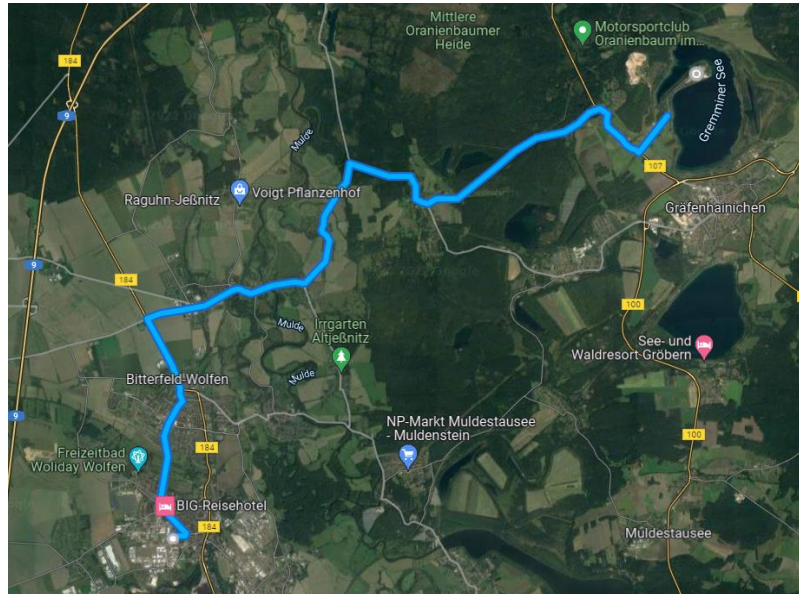 Mittlere
Oranienbaumer
Heide
Motorsportclub
Oranienbaum im...
184
9
Gremminer See
Mulde
107
Voigt Pflanzenhof
Raguhn-Jeßnitz
Gräfenhainichen
9
184
100
Mulde
Irrgarten
Altjeßnitz
See- und
Waldresort Gröbern
Mulde
Bitterfeld-Wolfen
9
NP-Markt Muldestausee
- Muldenstein
100
184
Freizeitbad
Woliday Wolfen
BIG-Reisehotel
184
Muldestausee